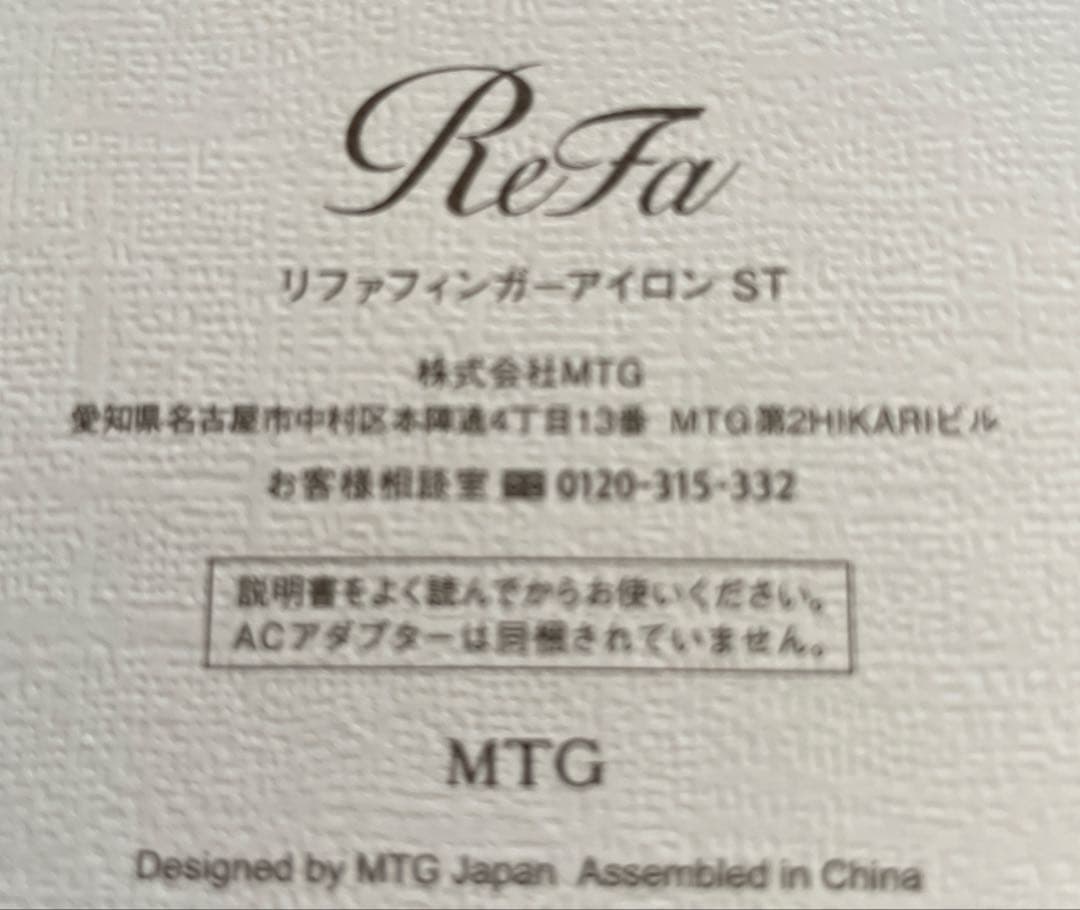 ReFa
リファフィンガーアイロン ST
株式会社MTG
愛知県名古屋市中村区本陣通4丁目13番 MTG第2HIKARIビル
お客様相談室 0120-315-332
説明書をよく読んでからお使いください。
ACアダプターは同梱されていません。
MTG
Designed by MTG Japan Assembled in China